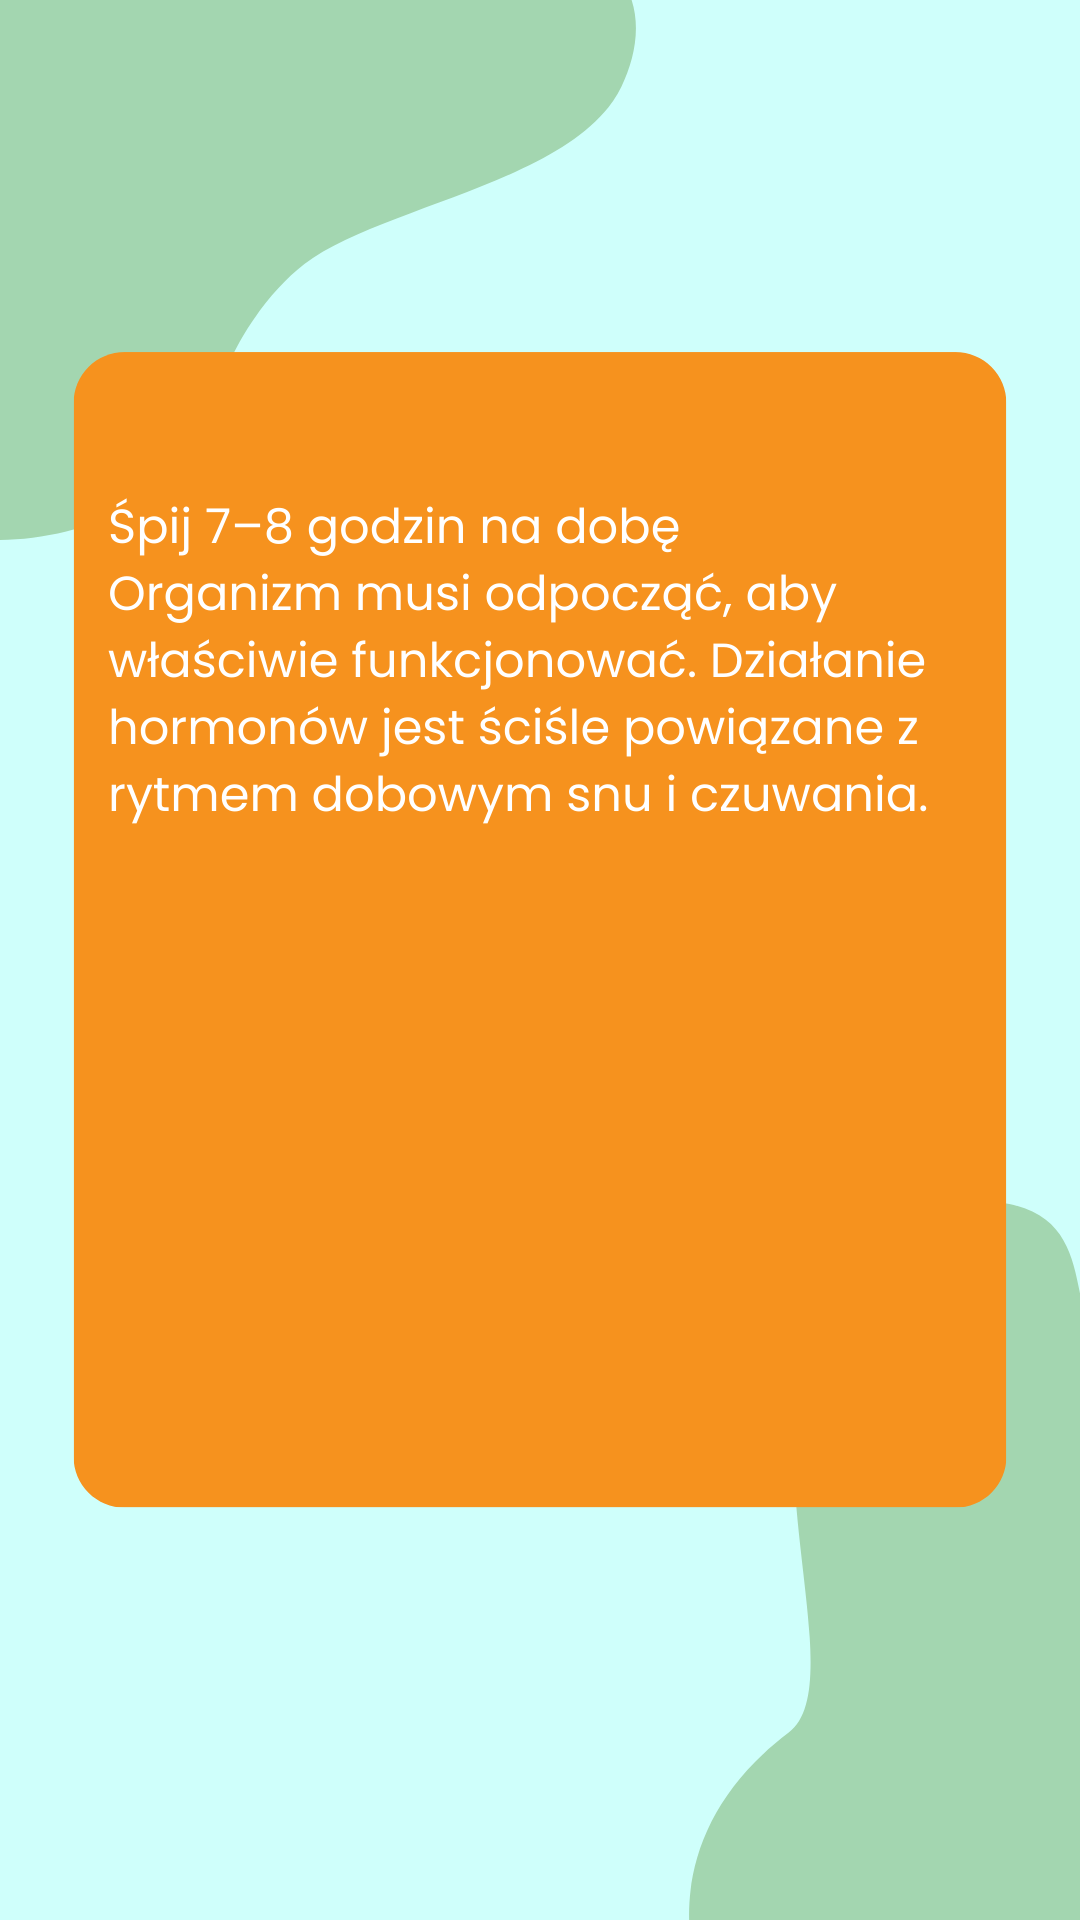 Śpij 7–8 godzin na dobę
Organizm musi odpocząć, aby
właściwie funkcjonować. Działanie
hormonów jest ściśle powiązane z
rytmem dobowym snu i czuwania.